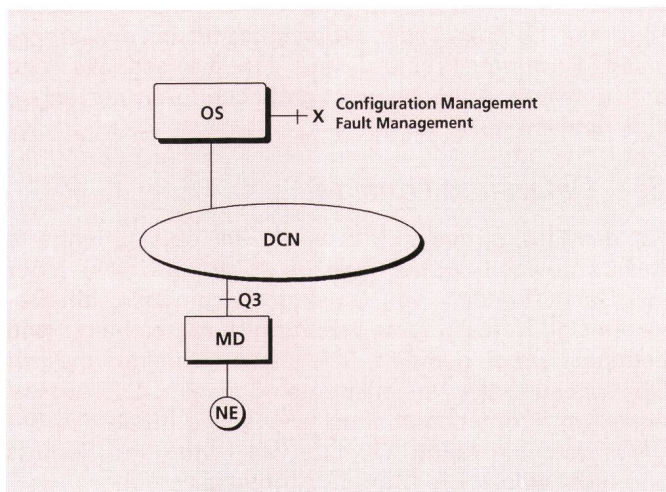 OS
X Configuration Management
Fault Management
DCN
Q3
MD
NE